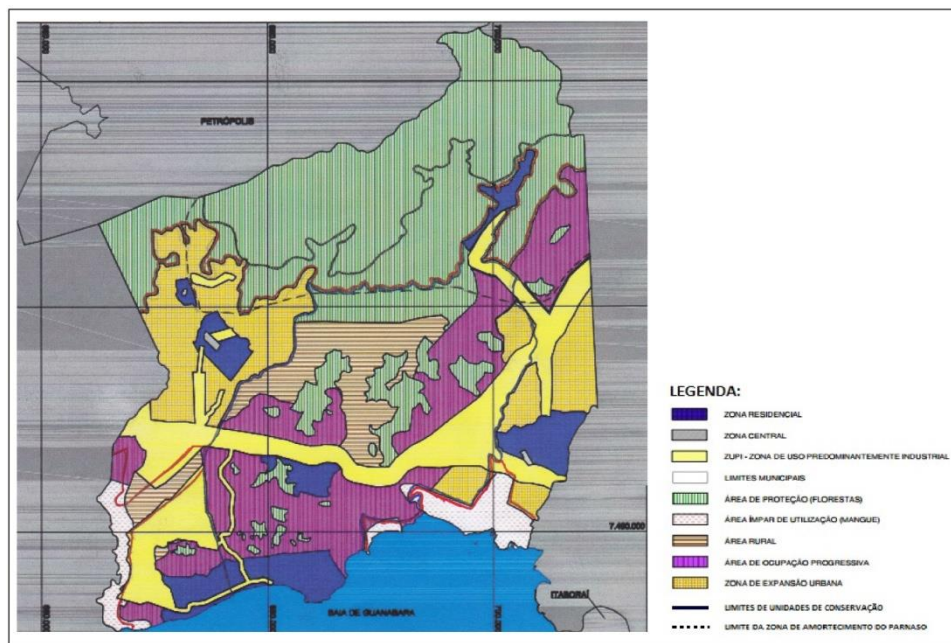 PETRÓPOLIS
7.490.000
BAIA DE GUANABARA
ITABORAÍ
LEGENDA:
ZONA RESIDENCIAL
ZONA CENTRAL
ZUPI - ZONA DE USO PREDOMINANTEMENTE INDUSTRIAL
LIMITES MUNICIPAIS
ÁREA DE PROTEÇÃO (FLORESTAS)
ÁREA ÍMPAR DE UTILIZAÇÃO (MANGUE)
ÁREA RURAL
ÁREA DE OCUPAÇÃO PROGRESSIVA
ZONA DE EXPANSÃO URBANA
LIMITES DE UNIDADES DE CONSERVAÇÃO
LIMITE DA ZONA DE AMORTECIMENTO DO PARNASO